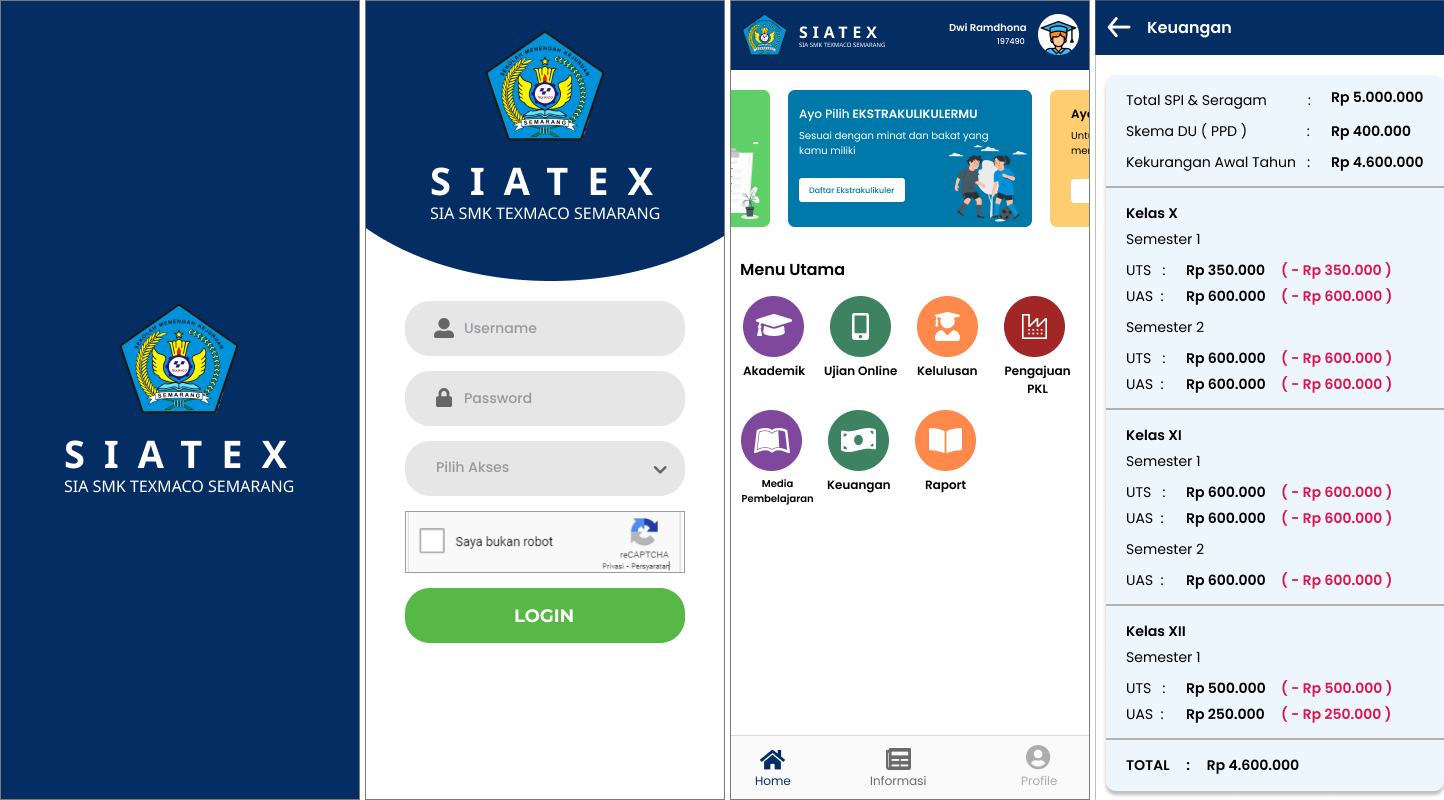 SEKOLAH MENENGAH KEJURUAN
TEXMACO
SEMARANG
SIATEX
SIA SMK TEXMACO SEMARANG
SEKOLAH MENENGAH KEJURUAN
TEXMACO
SEMARANG
SIATEX
SIA SMK TEXMACO SEMARANG
Username
Password
Pilih Akses
Saya bukan robot
reCAPTCHA
Privasi - Persyaratan
LOGIN
SIATEX
SIA SMK TEXMACO SEMARANG
Dwi Ramdhona
197490
Ayo Pilih EKSTRAKULIKULERMU
Sesuai dengan minat dan bakat yang
kamu miliki
Daftar Ekstrakulikuler
Ayo
Untu
men
Menu Utama
Akademik
Ujian Online
Kelulusan
Pengajuan
PKL
Media
Pembelajaran
Keuangan
Raport
Home
Informasi
Profile
Keuangan
Total SPI & Seragam : Rp 5.000.000
Skema DU ( PPD ) : Rp 400.000
Kekurangan Awal Tahun : Rp 4.600.000
Kelas X
Semester 1
UTS : Rp 350.000 ( - Rp 350.000 )
UAS : Rp 600.000 ( - Rp 600.000 )
Semester 2
UTS : Rp 600.000 ( - Rp 600.000 )
UAS : Rp 600.000 ( - Rp 600.000 )
Kelas XI
Semester 1
UTS : Rp 600.000 ( - Rp 600.000 )
UAS : Rp 600.000 ( - Rp 600.000 )
Semester 2
UAS : Rp 600.000 ( - Rp 600.000 )
Kelas XII
Semester 1
UTS : Rp 500.000 ( - Rp 500.000 )
UAS : Rp 250.000 ( - Rp 250.000 )
TOTAL : Rp 4.600.000